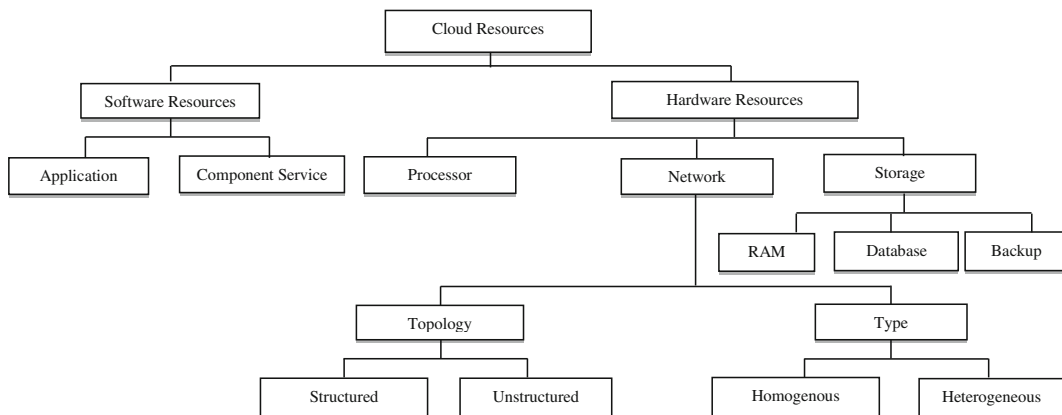 Cloud Resources
Software Resources
Hardware Resources
Application
Component Service
Processor
Network
Storage
RAM
Database
Backup
Topology
Type
Structured
Unstructured
Homogenous
Heterogeneous